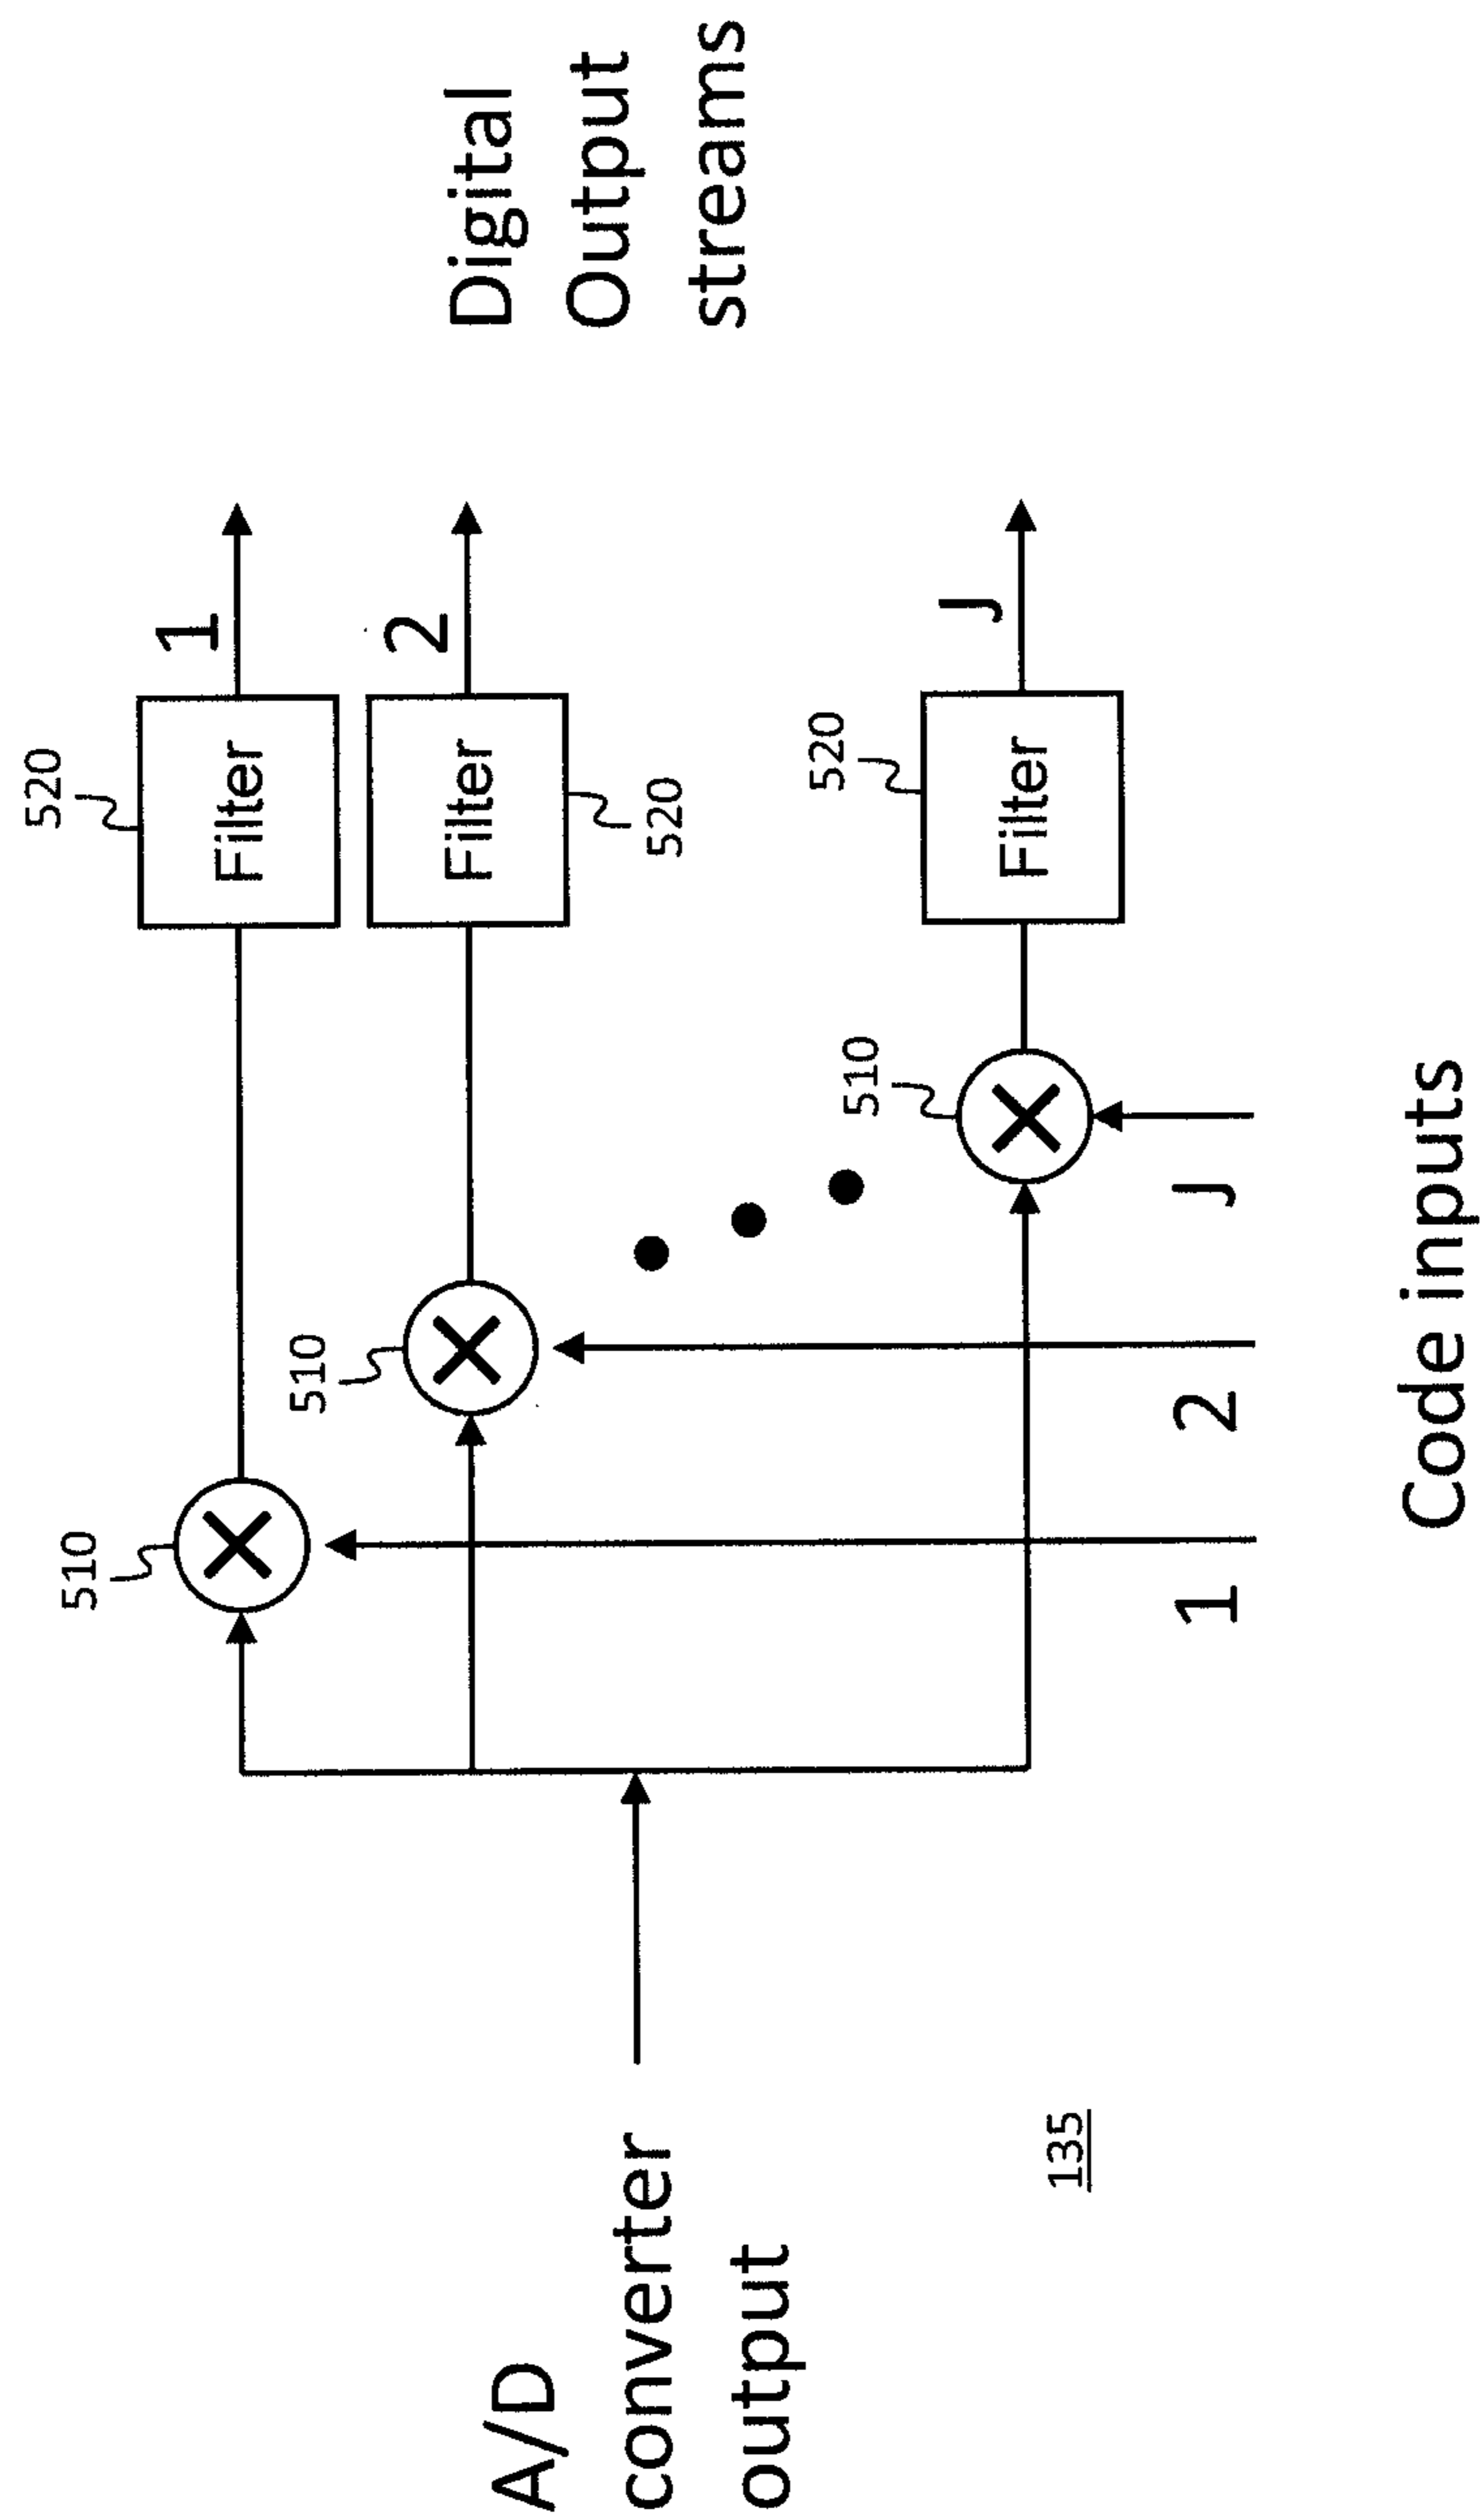 520
1
Filter
510
2
Filter
510
520
Digital
Output
streams
A/D
converter
output
520
J
Filter
510
135
1
2
J
Code inputs